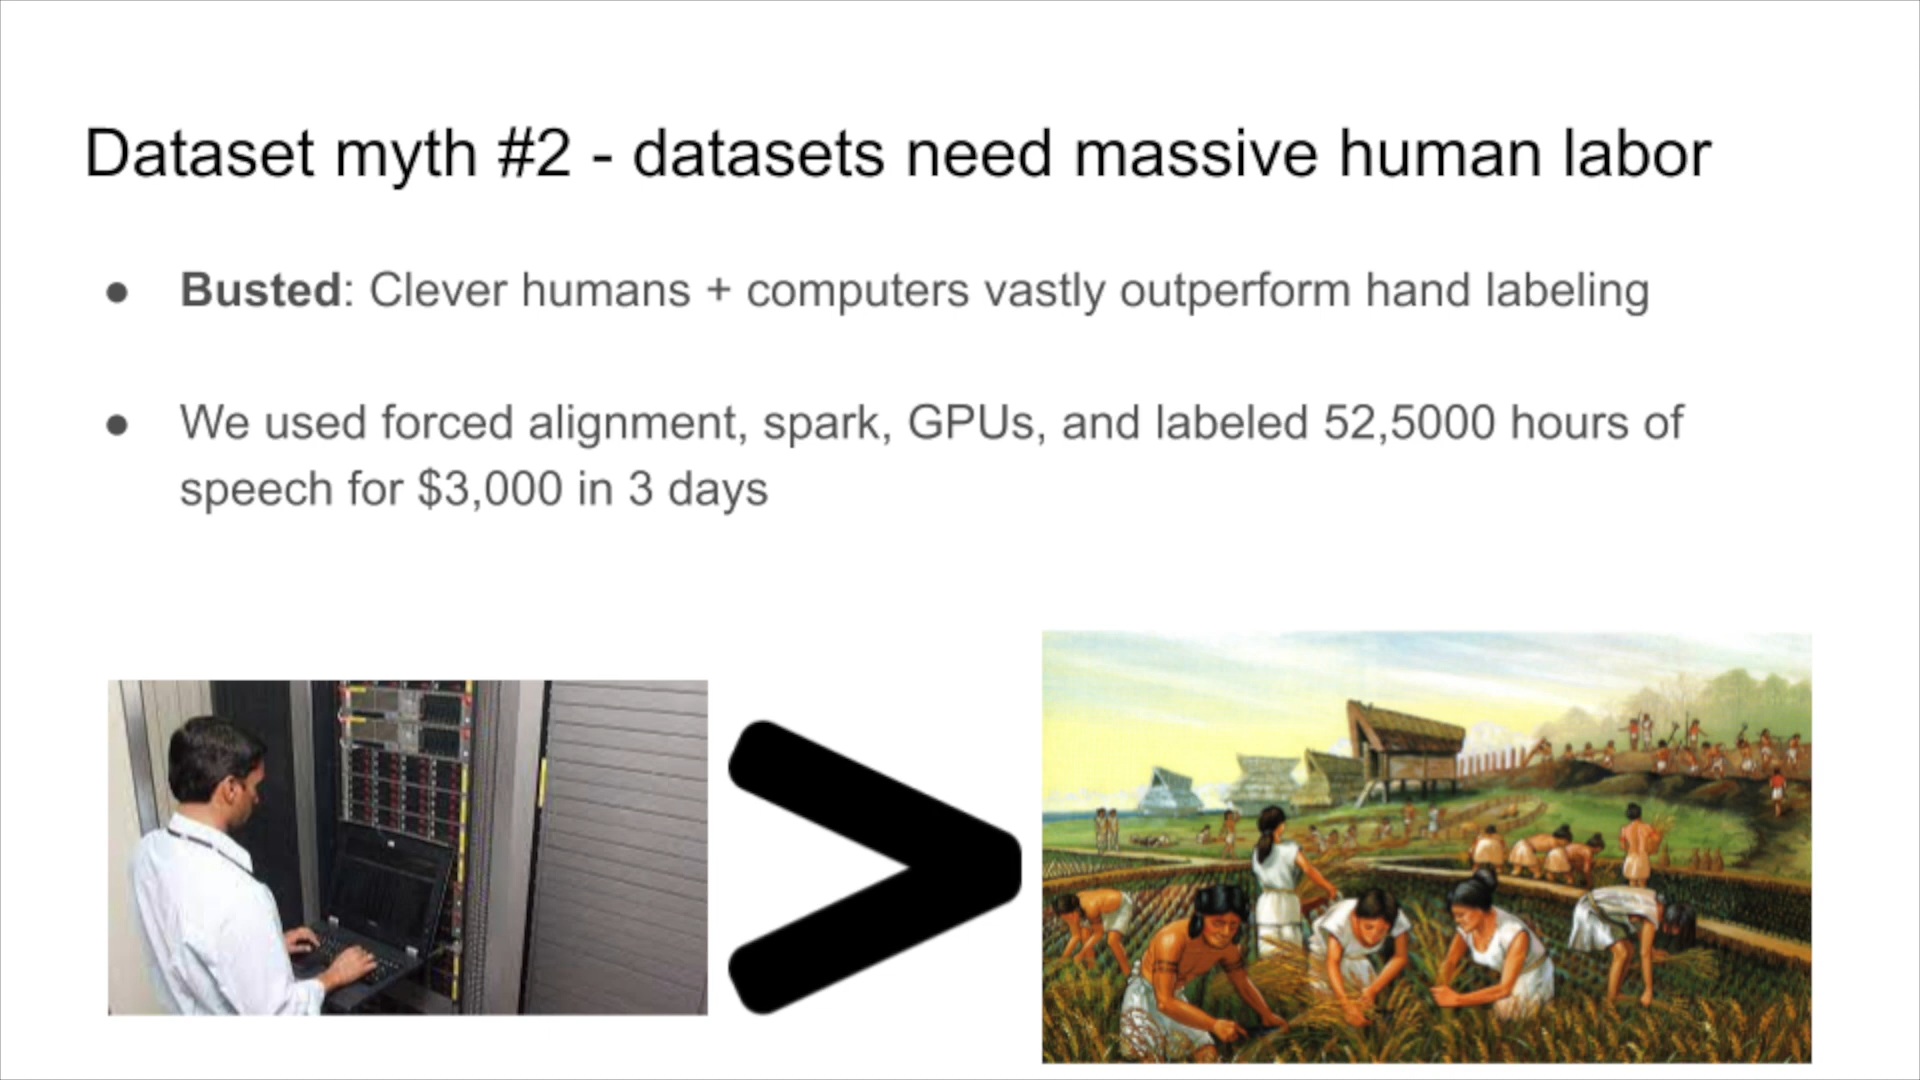 Dataset myth #2 - datasets need massive human labor
● Busted: Clever humans + computers vastly outperform hand labeling
● We used forced alignment, spark, GPUs, and labeled 52,5000 hours of
speech for $3,000 in 3 days
>